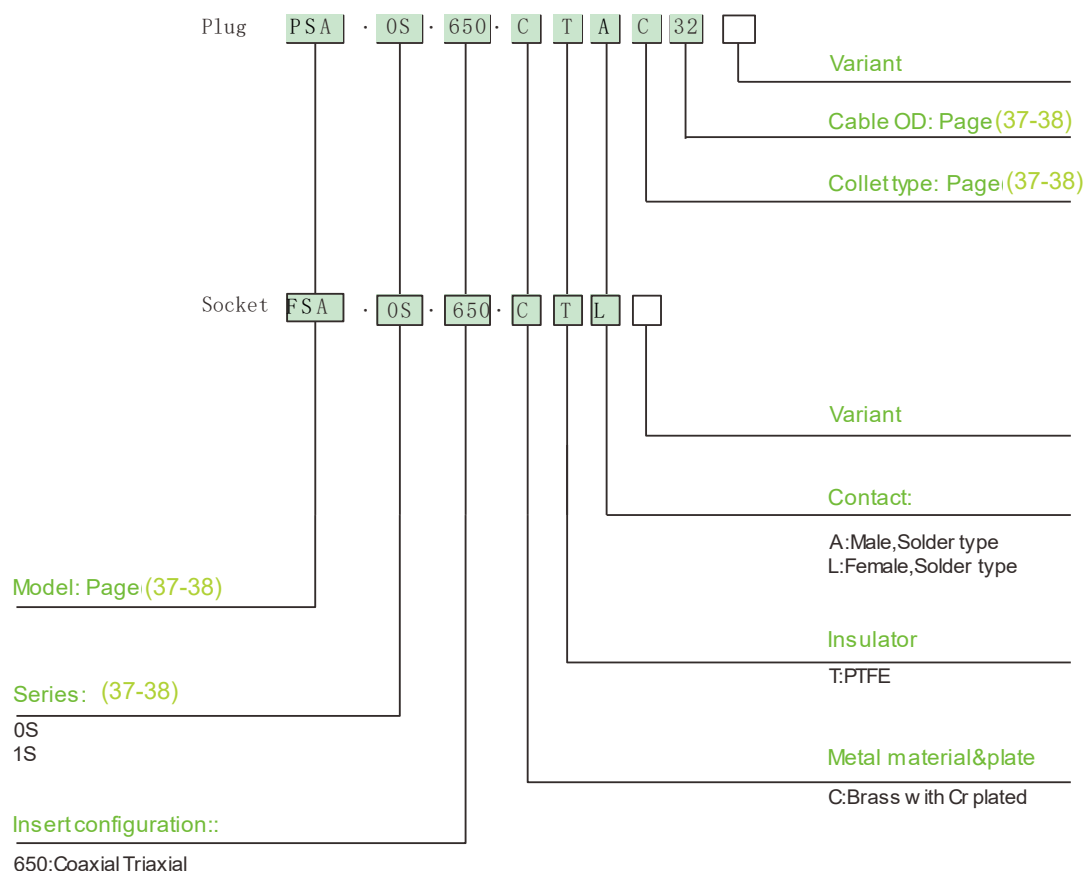 Plug PSA · 0S · 650 · C T A C 32
Variant
Cable OD: Page (37-38)
Collet type: Page (37-38)
Socket FSA · 0S · 650 · C T L
Variant
Contact:
A:Male,Solder type
L:Female,Solder type
Model: Page (37-38)
Insulator
T:PTFE
Series: (37-38)
0S
1S
Metal material&plate
C:Brass with Cr plated
Insert configuration::
650:Coaxial Triaxial